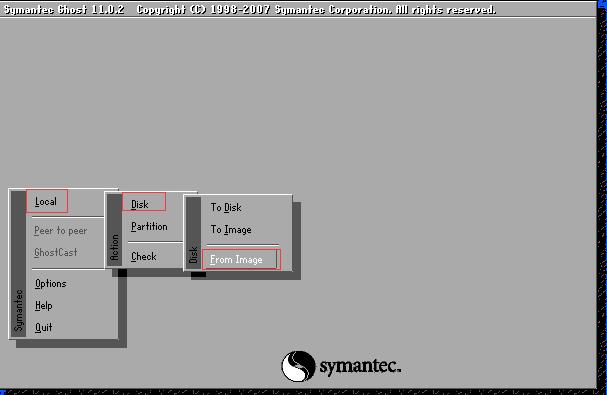 Symantec Ghost 11.0.2 Copyright (C) 1998-2007 Symantec Corporation. All rights reserved.
Local
Peer to peer
GhostCast
Options
Help
Quit
Symantec
Disk
Partition
Check
Action
To Disk
To Image
From Image
Disk
symantec.